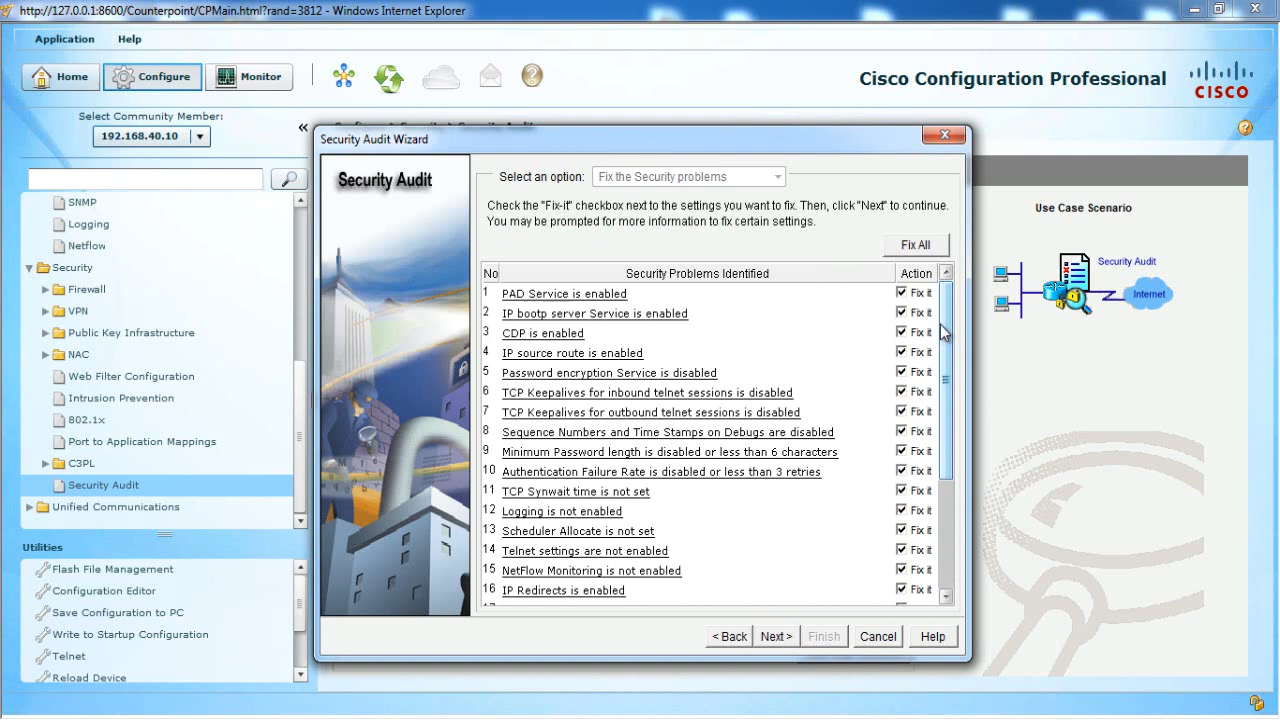 http://127.0.0.1:8600/Counterpoint/CPMain.html?rand=3812 - Windows Internet Explorer
Application Help
Home Configure Monitor
Cisco Configuration Professional
CISCO
Select Community Member:
192.168.40.10
«
SNMP
Logging
Netflow
Security
Firewall
VPN
Public Key Infrastructure
NAC
Web Filter Configuration
Intrusion Prevention
802.1x
Port to Application Mappings
C3PL
Security Audit
Unified Communications
Utilities
Flash File Management
Configuration Editor
Save Configuration to PC
Write to Startup Configuration
Telnet
Reload Device
Security Audit Wizard
Security Audit
Select an option: Fix the Security problems
Check the "Fix-it" checkbox next to the settings you want to fix. Then, click "Next" to continue.
You may be prompted for more information to fix certain settings.
Fix All
No Security Problems Identified Action
1 PAD Service is enabled Fix it
2 IP bootp server Service is enabled Fix it
3 CDP is enabled Fix it
4 IP source route is enabled Fix it
5 Password encryption Service is disabled Fix it
6 TCP Keepalives for inbound telnet sessions is disabled Fix it
7 TCP Keepalives for outbound telnet sessions is disabled Fix it
8 Sequence Numbers and Time Stamps on Debugs are disabled Fix it
9 Minimum Password length is disabled or less than 6 characters Fix it
10 Authentication Failure Rate is disabled or less than 3 retries Fix it
11 TCP Synwait time is not set Fix it
12 Logging is not enabled Fix it
13 Scheduler Allocate is not set Fix it
14 Telnet settings are not enabled Fix it
15 NetFlow Monitoring is not enabled Fix it
16 IP Redirects is enabled Fix it
< Back Next > Finish Cancel Help
Use Case Scenario
Security Audit
Internet